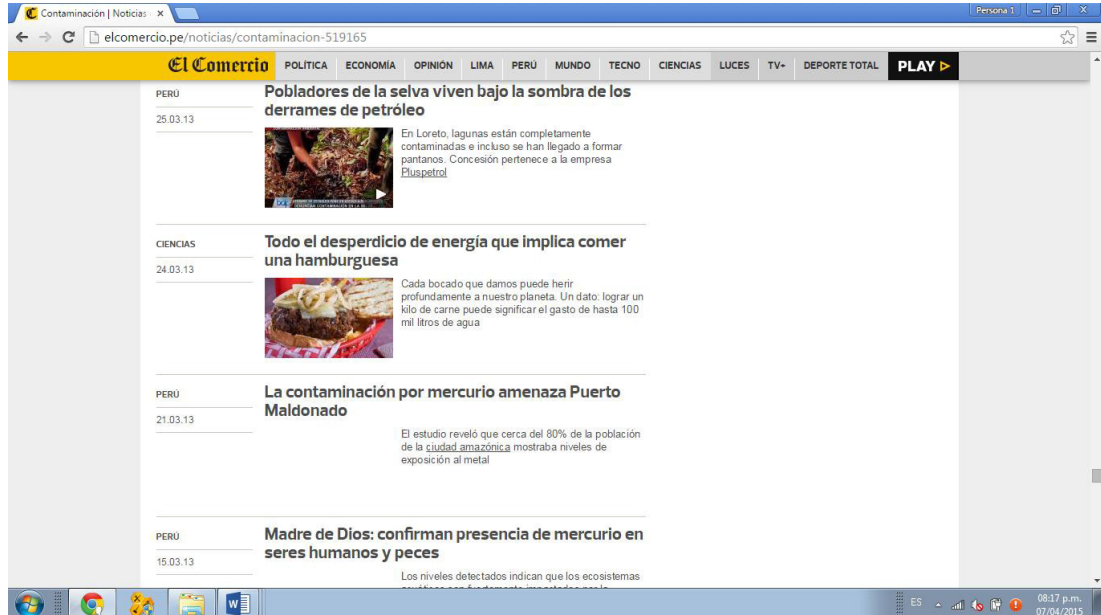 Contaminación | Noticias
Persona 1
elcomercio.pe/noticias/contaminacion-519165
El Comercio POLÍTICA ECONOMÍA OPINIÓN LIMA PERÚ MUNDO TECNO CIENCIAS LUCES TV+ DEPORTE TOTAL PLAY
PERÚ
25.03.13
Pobladores de la selva viven bajo la sombra de los
derrames de petróleo
En Loreto, lagunas están completamente
contaminadas e incluso se han llegado a formar
pantanos. Concesión pertenece a la empresa
Pluspetrol
CIENCIAS
24.03.13
Todo el desperdicio de energía que implica comer
una hamburguesa
Cada bocado que damos puede herir
profundamente a nuestro planeta. Un dato: lograr un
kilo de carne puede significar el gasto de hasta 100
mil litros de agua
PERÚ
21.03.13
La contaminación por mercurio amenaza Puerto
Maldonado
El estudio reveló que cerca del 80% de la población
de la ciudad amazónica mostraba niveles de
exposición al metal
PERÚ
15.03.13
Madre de Dios: confirman presencia de mercurio en
seres humanos y peces
Los niveles detectados indican que los ecosistemas
ES
08:17 p.m.
07/04/2015